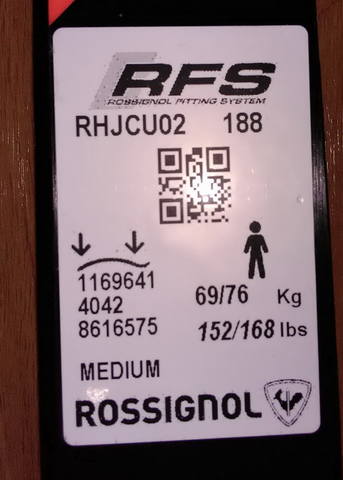 RFS
ROSSIGNOL FITTING SYSTEM
RHJCU02 188
1169641
4042
8616575
69/76 Kg
152/168 lbs
MEDIUM
ROSSIGNOL